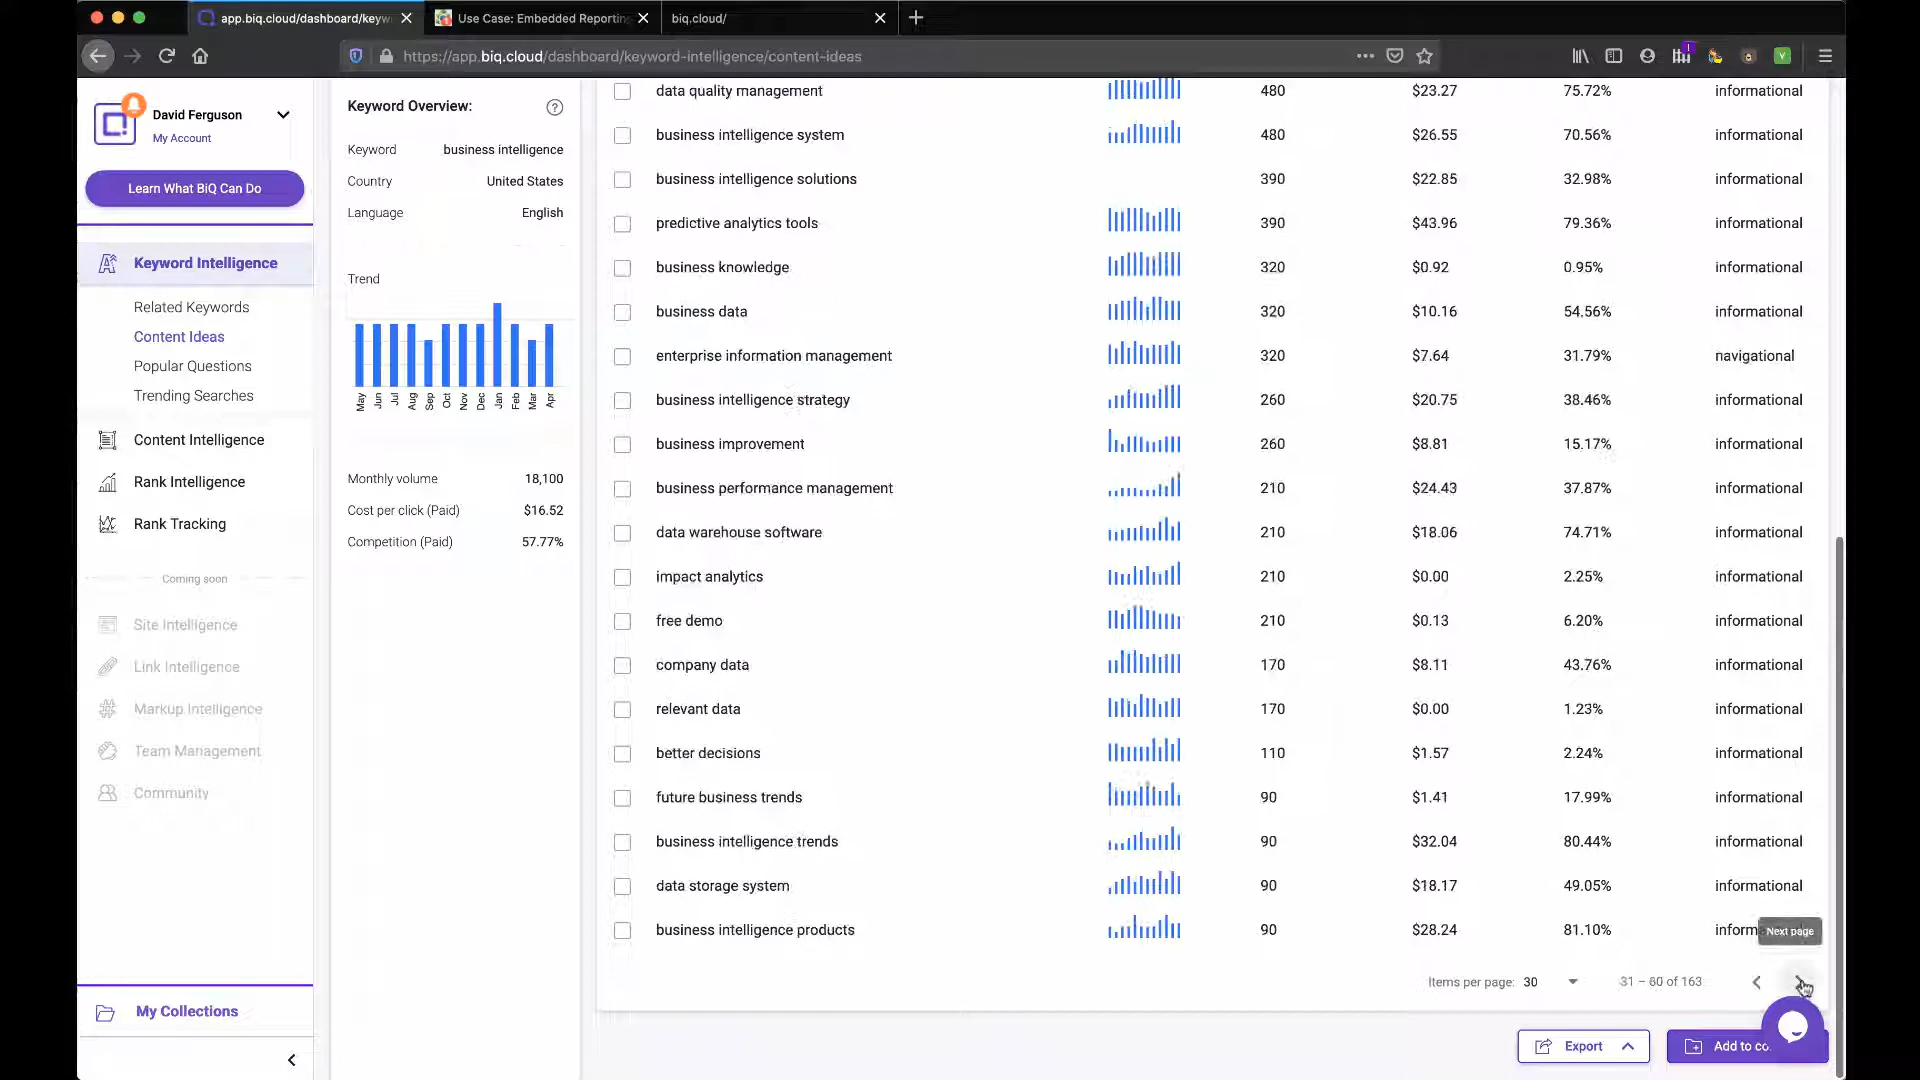 app.biq.cloud/dashboard/keyw
Use Case: Embedded Reporting
biq.cloud/
https://app.biq.cloud/dashboard/keyword-intelligence/content-ideas
David Ferguson
My Account
Learn What BiQ Can Do
Keyword Intelligence
Related Keywords
Content Ideas
Popular Questions
Trending Searches
Content Intelligence
Rank Intelligence
Rank Tracking
Coming soon
Site Intelligence
Link Intelligence
Markup Intelligence
Team Management
Community
My Collections
Keyword Overview:
Keyword business intelligence
Country United States
Language English
Trend
May Jun Jul Aug Sep Oct Nov Dec Jan Feb Mar Apr
Monthly volume 18,100
Cost per click (Paid) $16.52
Competition (Paid) 57.77%
data quality management 480 $23.27 75.72% informational
business intelligence system 480 $26.55 70.56% informational
business intelligence solutions 390 $22.85 32.98% informational
predictive analytics tools 390 $43.96 79.36% informational
business knowledge 320 $0.92 0.95% informational
business data 320 $10.16 54.56% informational
enterprise information management 320 $7.64 31.79% navigational
business intelligence strategy 260 $20.75 38.46% informational
business improvement 260 $8.81 15.17% informational
business performance management 210 $24.43 37.87% informational
data warehouse software 210 $18.06 74.71% informational
impact analytics 210 $0.00 2.25% informational
free demo 210 $0.13 6.20% informational
company data 170 $8.11 43.76% informational
relevant data 170 $0.00 1.23% informational
better decisions 110 $1.57 2.24% informational
future business trends 90 $1.41 17.99% informational
business intelligence trends 90 $32.04 80.44% informational
data storage system 90 $18.17 49.05% informational
business intelligence products 90 $28.24 81.10% inform
Next page
Items per page: 30 31 – 60 of 163
Export
Add to co